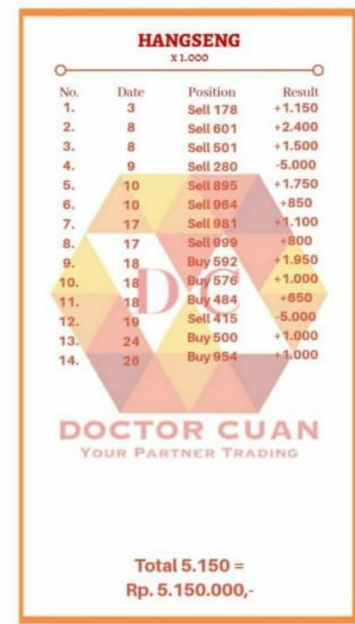 HANGSENG
X 1.000
No. Date Position Result
1. 3 Sell 178 +1.150
2. 8 Sell 601 +2.400
3. 8 Sell 501 +1.500
4. 9 Sell 280 -5.000
5. 10 Sell 895 +1.750
6. 10 Sell 964 +850
7. 17 Sell 981 +1.100
8. 17 Sell 999 +800
9. 18 Buy 592 +1.950
10. 18 Buy 576 +1.000
11. 18 Buy 484 +650
12. 19 Sell 415 -5.000
13. 24 Buy 500 +1.000
14. 26 Buy 954 +1.000
DC
DOCTOR CUAN
YOUR PARTNER TRADING
Total 5.150 =
Rp. 5.150.000,-